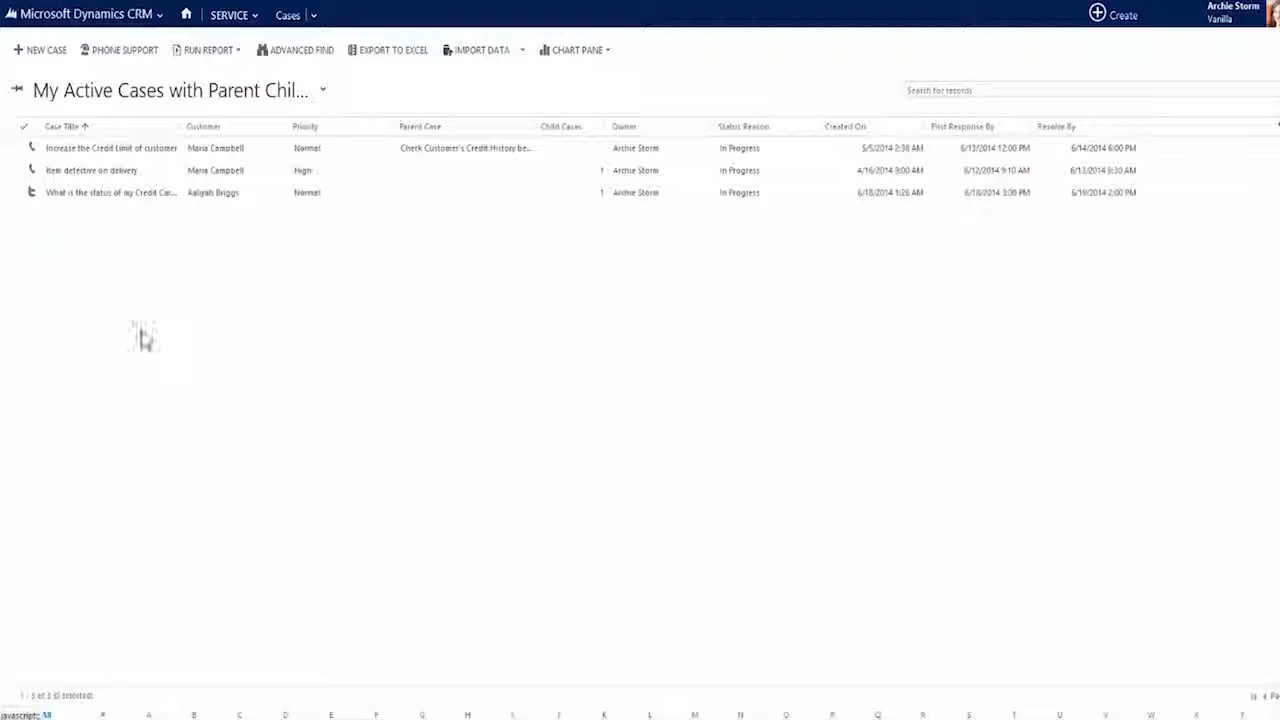 Microsoft Dynamics CRM SERVICE Cases Create Archie Storm
Vanilla
NEW CASE PHONE SUPPORT RUN REPORT ADVANCED FIND EXPORT TO EXCEL IMPORT DATA CHART PANE
My Active Cases with Parent Chil... Search for records
Case Title Customer Priority Parent Case Child Cases Owner Status Reason Created On First Response By Resolve By
Increase the Credit Limit of customer Maria Campbell Normal Check Customer's Credit History be... Archie Storm In Progress 5/5/2014 2:38 AM 6/13/2014 12:00 PM 6/14/2014 6:00 PM
Item detective on delivery Maria Campbell High 1 Archie Storm In Progress 4/16/2014 9:00 AM 6/12/2014 9:10 AM 6/13/2014 9:30 AM
What is the status of my Credit Car... Aaliyah Briggs Normal 1 Archie Storm In Progress 6/18/2014 1:26 AM 6/18/2014 3:00 PM 6/19/2014 2:00 PM
1 - 3 of 3 (0 selected) Pa
javascript: All # A B C D E F G H I J K L M N O P Q R S T U V W X Y